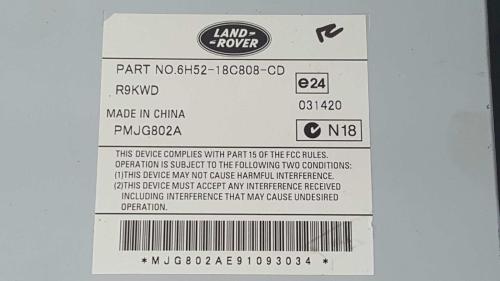 LAND-
-ROVER
PART NO.6H52-18C808-CD
R9KWD
e24
031420
MADE IN CHINA
PMJG802A
N18
THIS DEVICE COMPLIES WITH PART 15 OF THE FCC RULES.
OPERATION IS SUBJECT TO THE FOLLOWING TWO CONDITIONS:
(1)THIS DEVICE MAY NOT CAUSE HARMFUL INTERFERENCE.
(2)THIS DEVICE MUST ACCEPT ANY INTERFERENCE RECEIVED
INCLUDING INTERFERENCE THAT MAY CAUSE UNDESIRED
OPERATION.
*MJG802AE91093034*